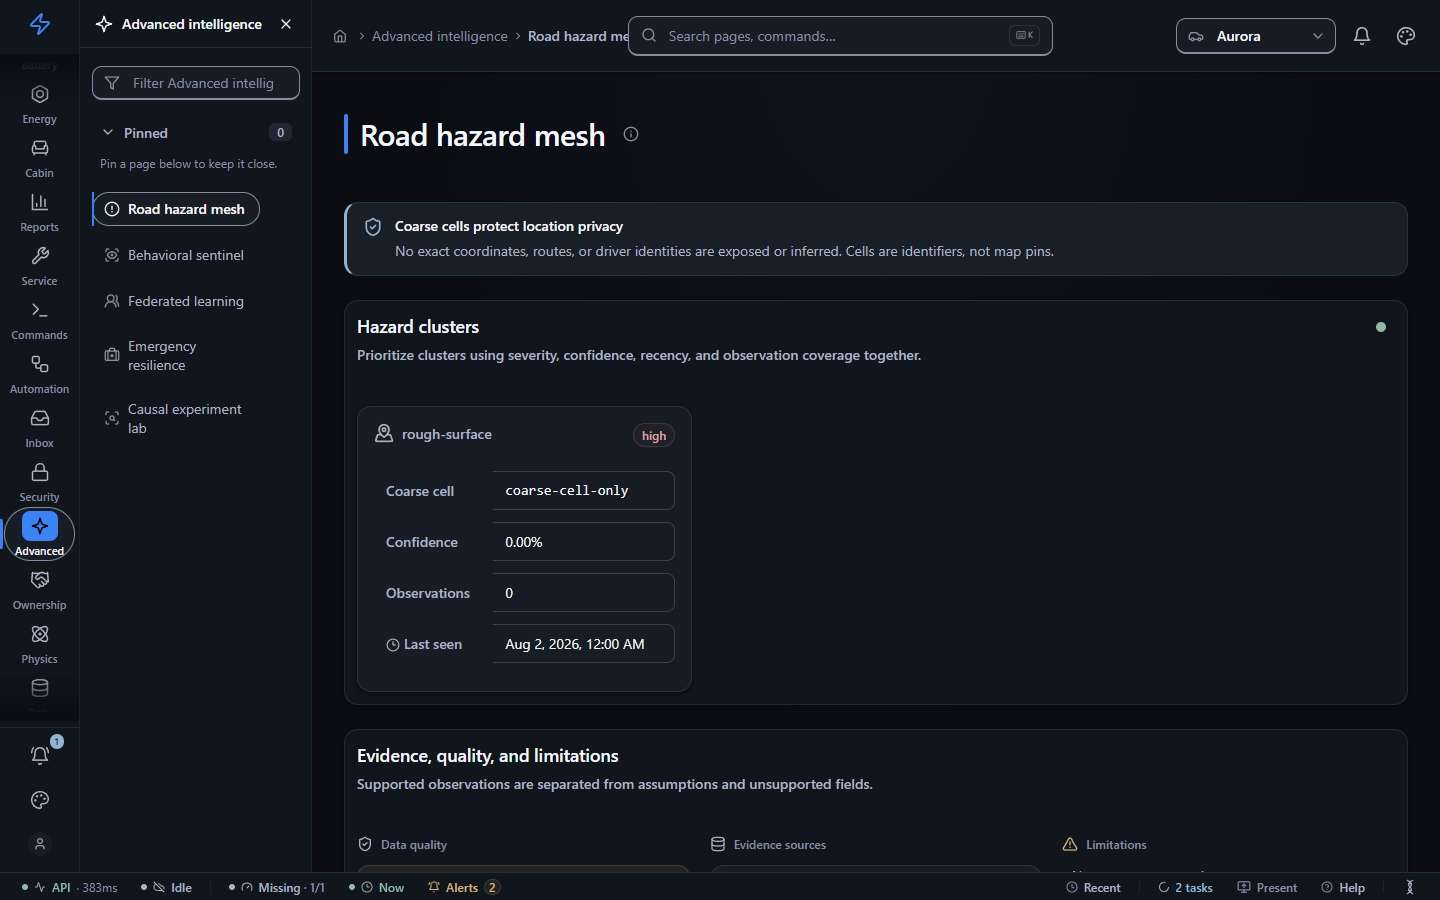 Advanced intelligence
Advanced intelligence
Road hazard me
Search pages, commands...
K
Aurora
Filter Advanced intellig
Energy
Pinned
0
Road hazard mesh
Pin a page below to keep it close.
Cabin
Road hazard mesh
Reports
Coarse cells protect location privacy
Behavioral sentinel
No exact coordinates, routes, or driver identities are exposed or inferred. Cells are identifiers, not map pins.
Service
Federated learning
Commands
Hazard clusters
Emergency
resilience
Prioritize clusters using severity, confidence, recency, and observation coverage together.
Automation
Causal experiment
lab
Inbox
rough-surface
high
Security
Coarse cell
coarse-cell-only
Advanced
Confidence
0.00%
Ownership
Observations
0
Physics
Last seen
Aug 2, 2026, 12:00 AM
1
Evidence, quality, and limitations
Supported observations are separated from assumptions and unsupported fields.
Data quality
Evidence sources
Limitations
API · 383ms
Idle
Missing · 1/1
Now
Alerts 2
Recent
2 tasks
Present
Help